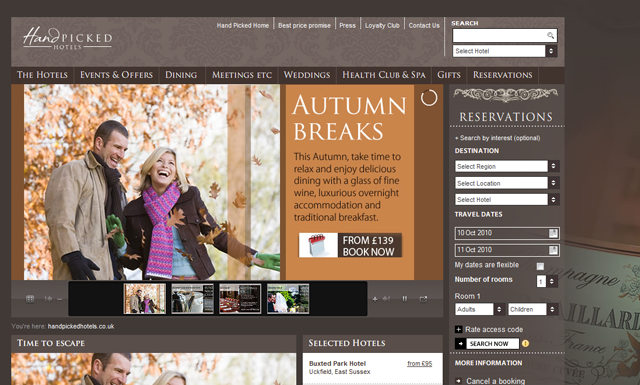 Hand PICKED
HOTELS
Hand Picked Home
Best price promise
Press
Loyalty Club
Contact Us
SEARCH
Select Hotel
THE HOTELS
EVENTS & OFFERS
DINING
MEETINGS ETC
WEDDINGS
HEALTH CLUB & SPA
GIFTS
RESERVATIONS
AUTUMN
BREAKS
This Autumn, take time to
relax and enjoy delicious
dining with a glass of fine
wine, luxurious overnight
accommodation and
traditional breakfast.
FROM £139
BOOK NOW
You're here: handpickedhotels.co.uk
TIME TO ESCAPE
SELECTED HOTELS
Buxted Park Hotel
from £95
Uckfield, East Sussex
RESERVATIONS
+ Search by interest (optional)
DESTINATION
Select Region
Select Location
Select Hotel
TRAVEL DATES
10 Oct 2010
11 Oct 2010
My dates are flexible
Number of rooms
1
Room 1
Adults
Children
Rate access code
SEARCH NOW
MORE INFORMATION
Cancel a booking
France